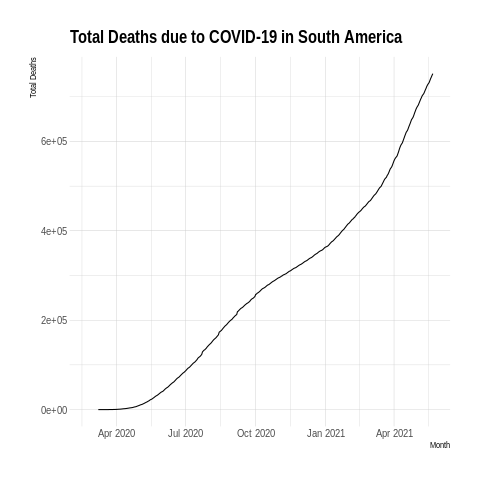 Total Deaths due to COVID-19 in South America
Total Deaths
6e+05
4e+05
2e+05
0e+00
Apr 2020 Jul 2020 Oct 2020 Jan 2021 Apr 2021
Month